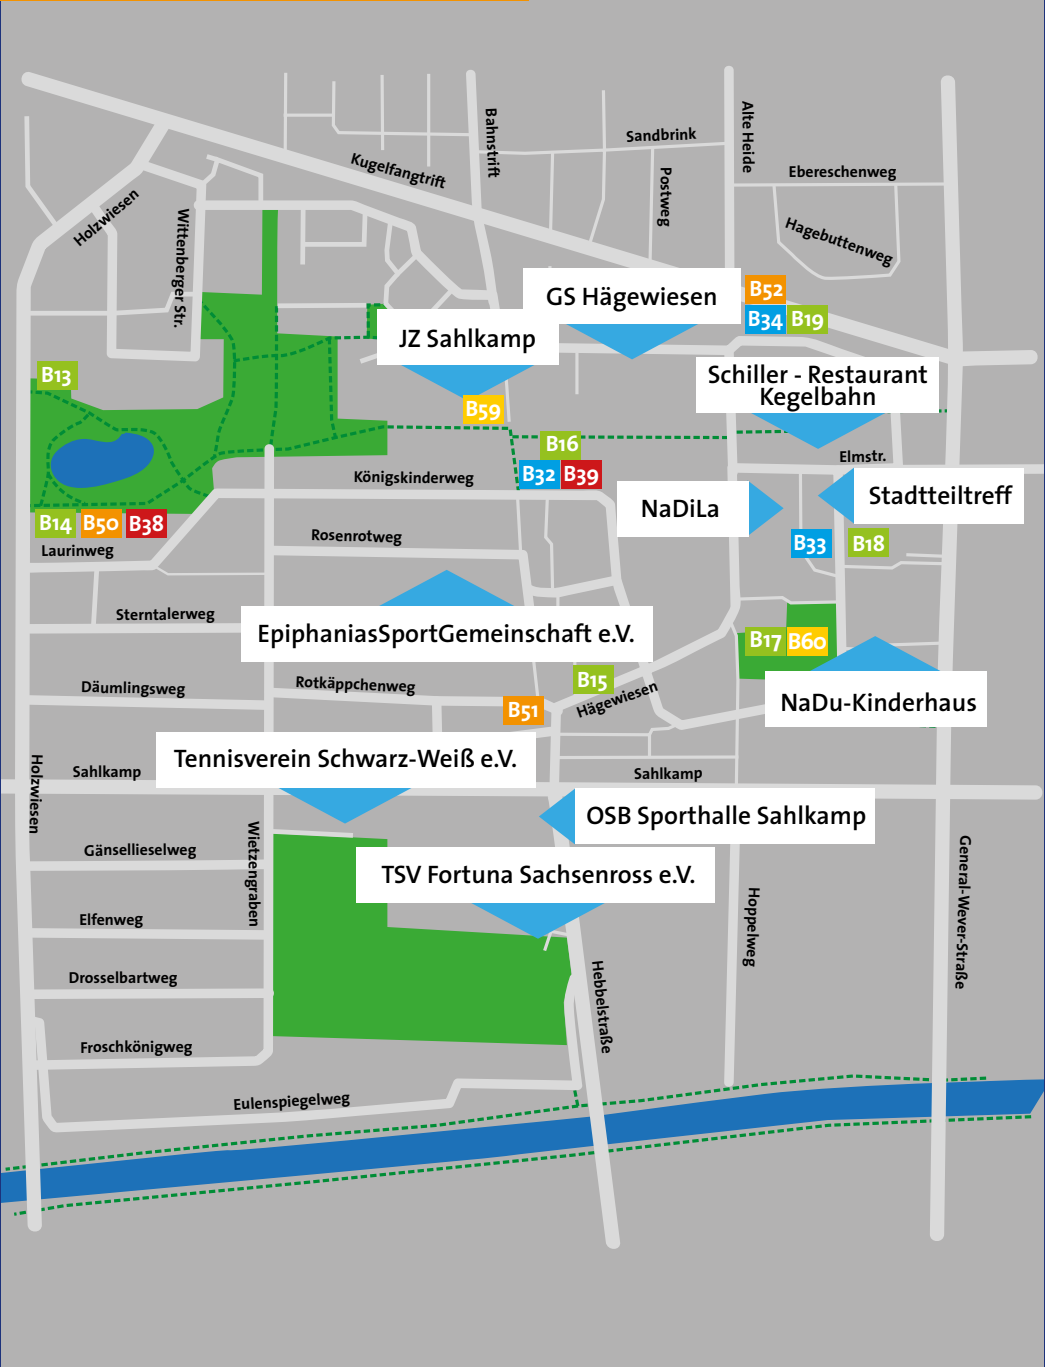 Bahnstrift
Alte Heide
Sandbrink
Kugelfangtrift
Postweg
Ebereschenweg
Holzwiesen
Wittenberger Str.
Hagebuttenweg
GS Hägewiesen
B52
B34 B19
JZ Sahlkamp
B13
Schiller - Restaurant
Kegelbahn
B59
B16
Elmstr.
B32 B39
Königskinderweg
Stadtteiltreff
NaDiLa
B14 B50 B38
Laurinweg
Rosenrotweg
B33 B18
Sterntalerweg
EpiphaniasSportGemeinschaft e.V.
B17 B60
Däumlingsweg
Rotkäppchenweg
B15
Hägewiesen
B51
NaDu-Kinderhaus
Tennisverein Schwarz-Weiß e.V.
Holzwiesen
Sahlkamp
Sahlkamp
OSB Sporthalle Sahlkamp
Gänsellieselweg
Wietzengraben
TSV Fortuna Sachsenross e.V.
General-Wever-Straße
Elfenweg
Hoppelweg
Drosselbartweg
Hebbelstraße
Froschkönigweg
Eulenspiegelweg